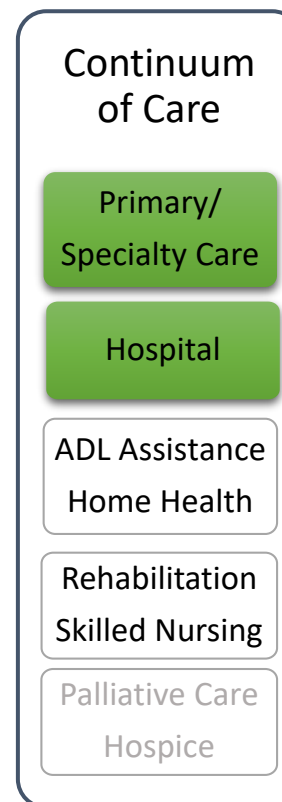 Continuum
of Care
Primary/
Specialty Care
Hospital
ADL Assistance
Home Health
Rehabilitation
Skilled Nursing
Palliative Care
Hospice